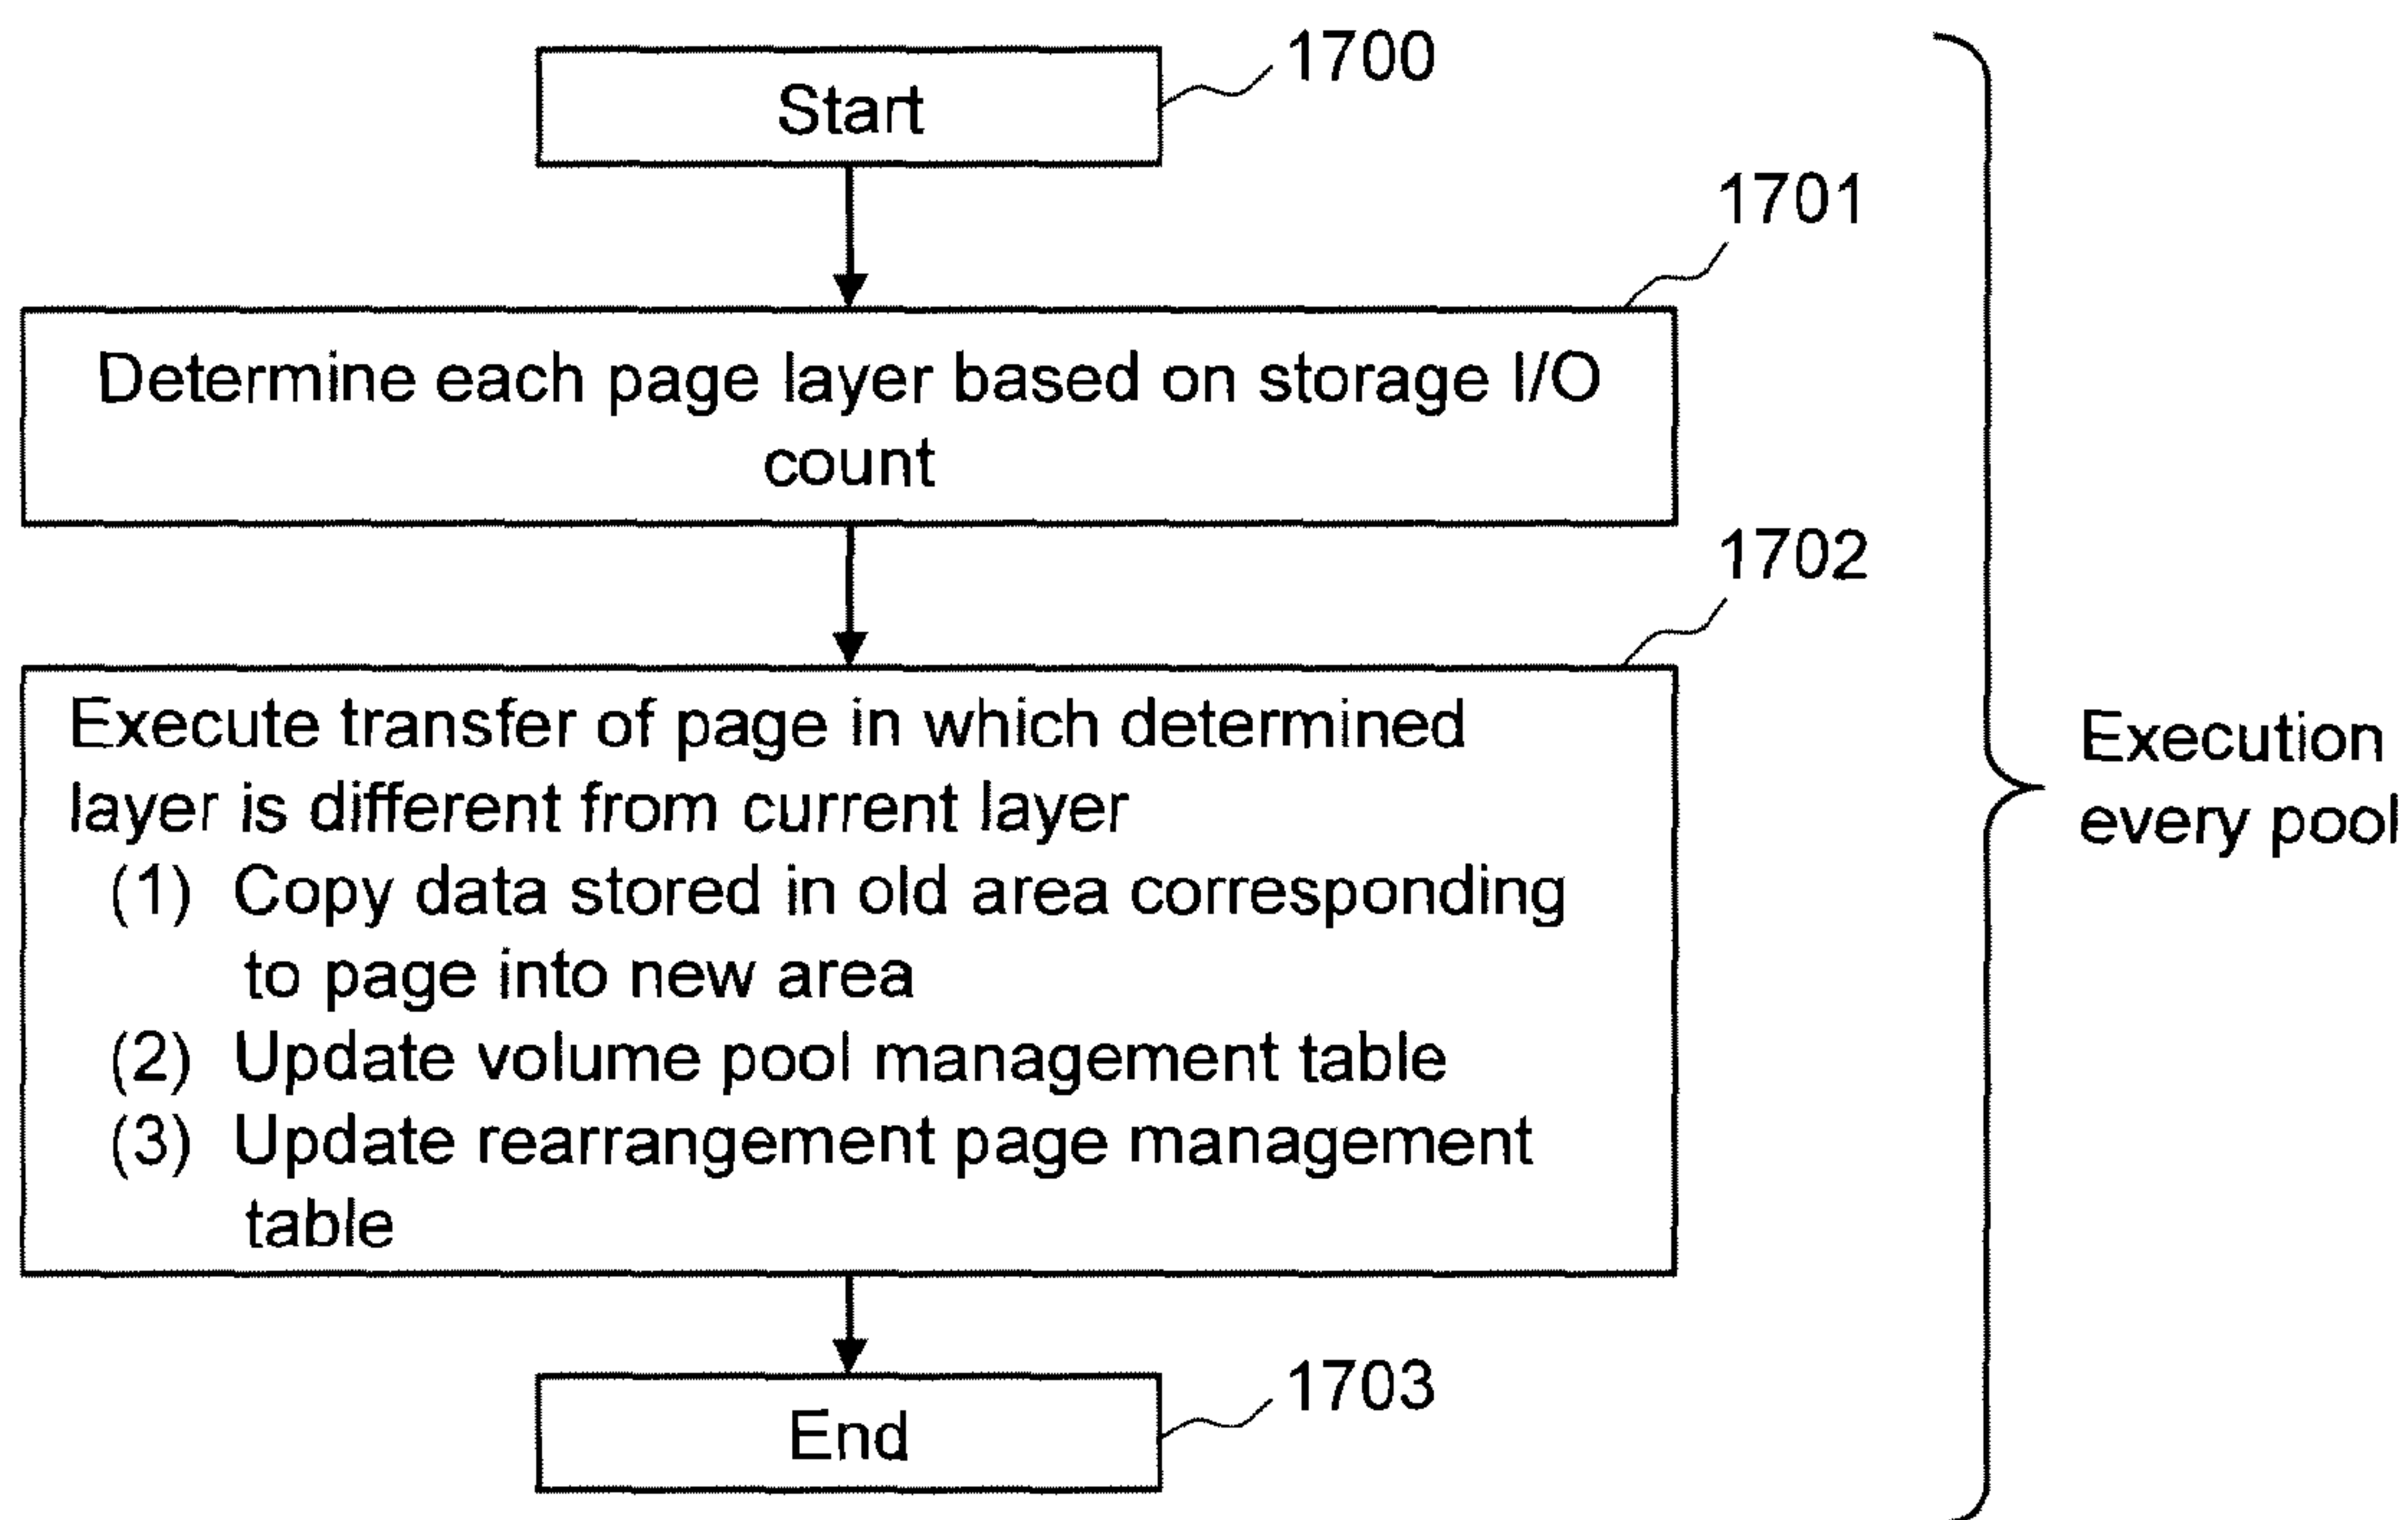 1700
Start
1701
Determine each page layer based on storage I/O
count
1702
Execute transfer of page in which determined
layer is different from current layer
(1) Copy data stored in old area corresponding
to page into new area
(2) Update volume pool management table
(3) Update rearrangement page management
table
Execution
every pool
1703
End